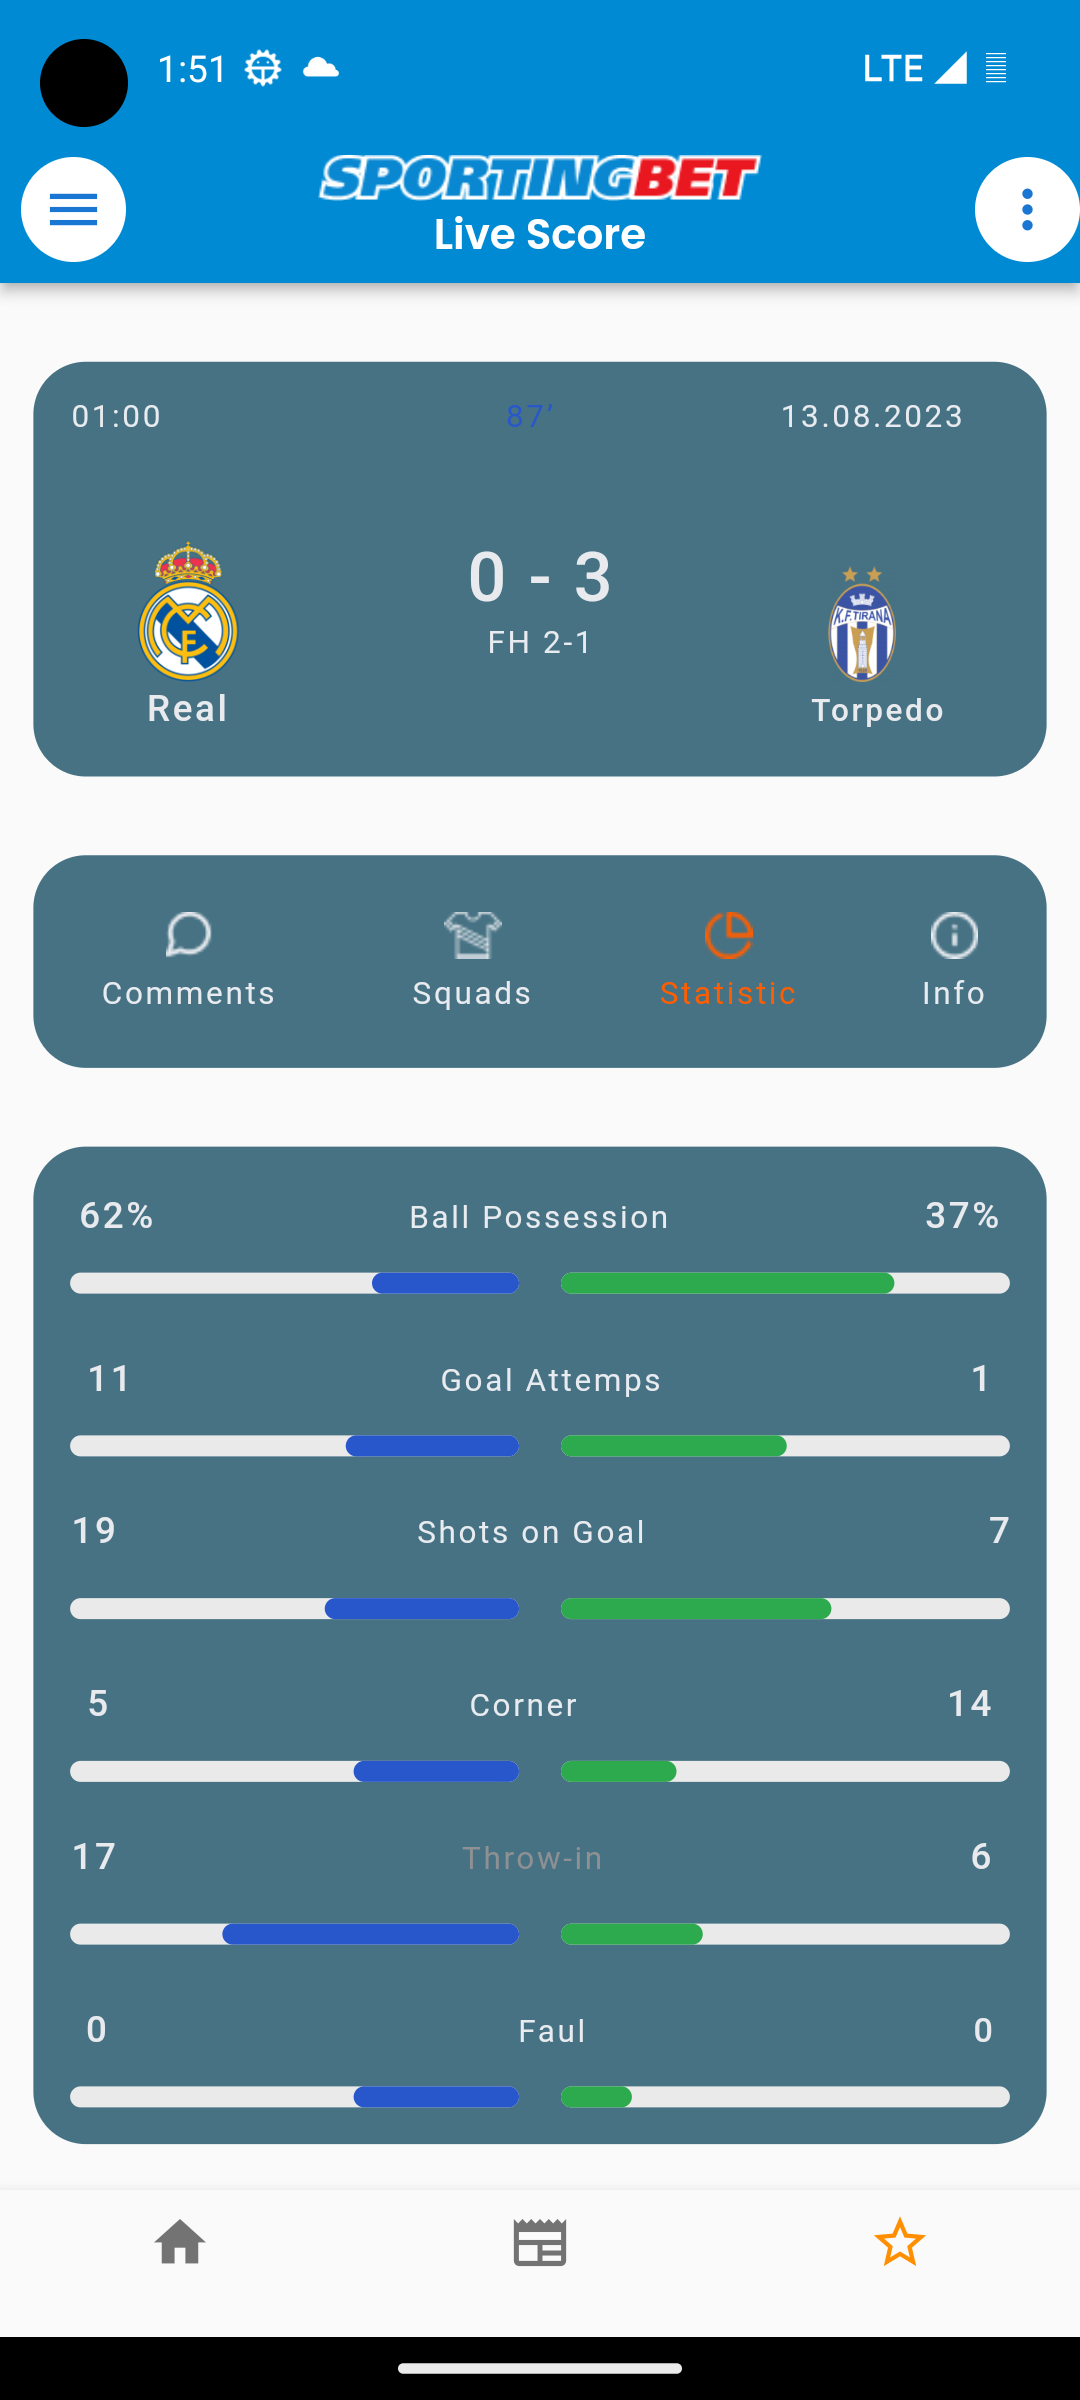 1:51 LTE
SPORTINGBET
Live Score
01:00 87’ 13.08.2023
0 - 3
FH 2-1
K.F.TIRANA
Real Torpedo
Comments Squads Statistic Info
62% Ball Possession 37%
11 Goal Attemps 1
19 Shots on Goal 7
5 Corner 14
17 Throw-in 6
0 Faul 0